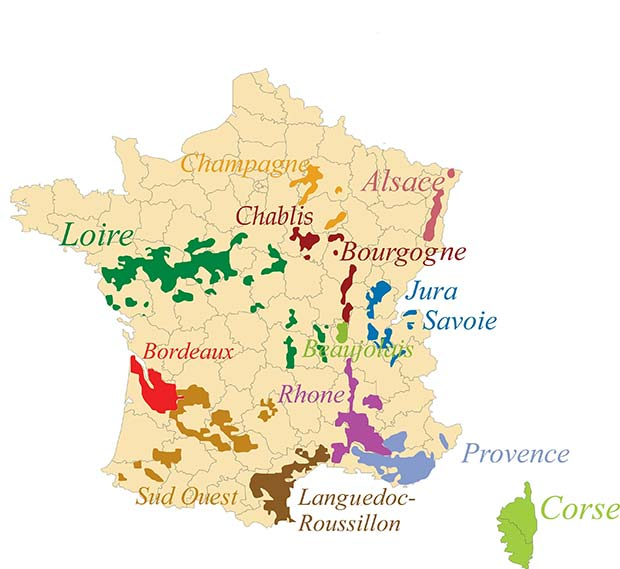 Champagne
Alsace
Chablis
Loire
Bourgogne
Jura
Savoie
Bordeaux
Beaujolais
Rhone
Provence
Sud Ouest
Languedoc-
Roussillon
Corse